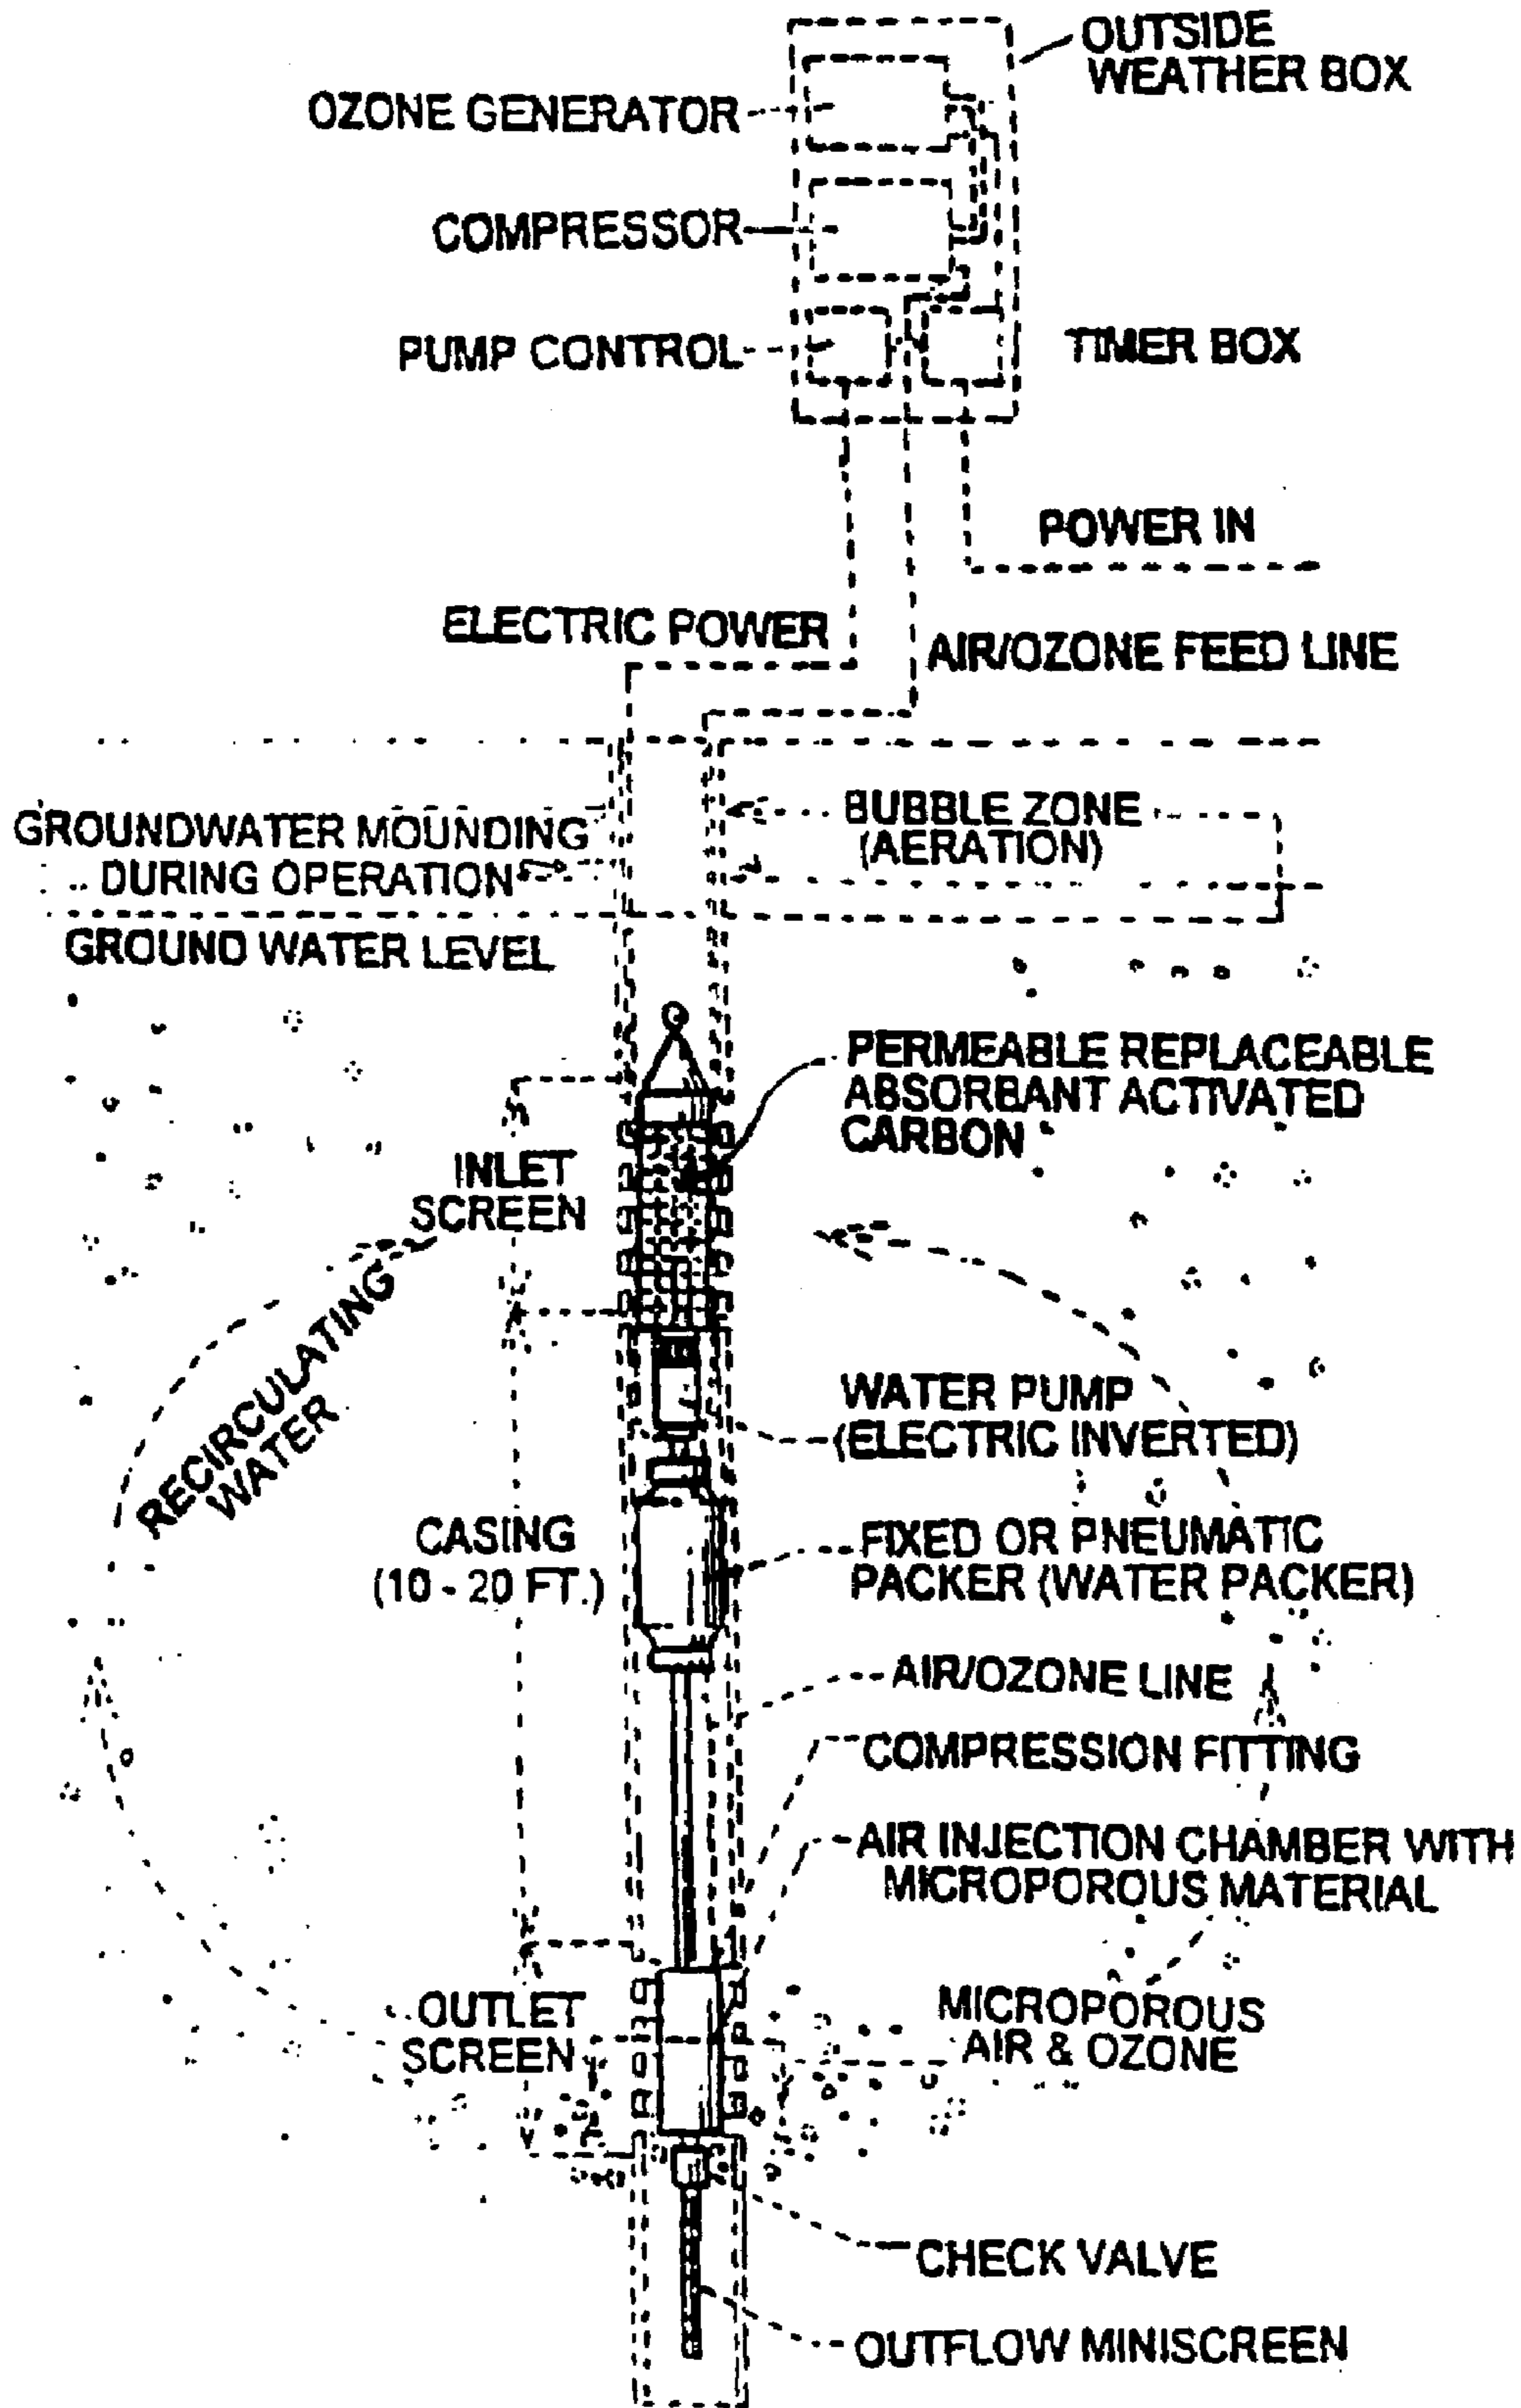 OUTSIDE
WEATHER BOX
OZONE GENERATOR
COMPRESSOR
PUMP CONTROL
TIMER BOX
POWER IN
ELECTRIC POWER
AIR/OZONE FEED LINE
BUBBLE ZONE
(AERATION)
GROUNDWATER MOUNDING
DURING OPERATION
GROUND WATER LEVEL
PERMEABLE REPLACEABLE
ABSORBANT ACTIVATED
CARBON
INLET
SCREEN
RECIRCULATING
WATER
WATER PUMP
(ELECTRIC INVERTED)
CASING
(10 - 20 FT.)
FIXED OR PNEUMATIC
PACKER (WATER PACKER)
AIR/OZONE LINE
COMPRESSION FITTING
AIR INJECTION CHAMBER WITH
MICROPOROUS MATERIAL
OUTLET
SCREEN
MICROPOROUS
AIR & OZONE
CHECK VALVE
OUTFLOW MINISCREEN